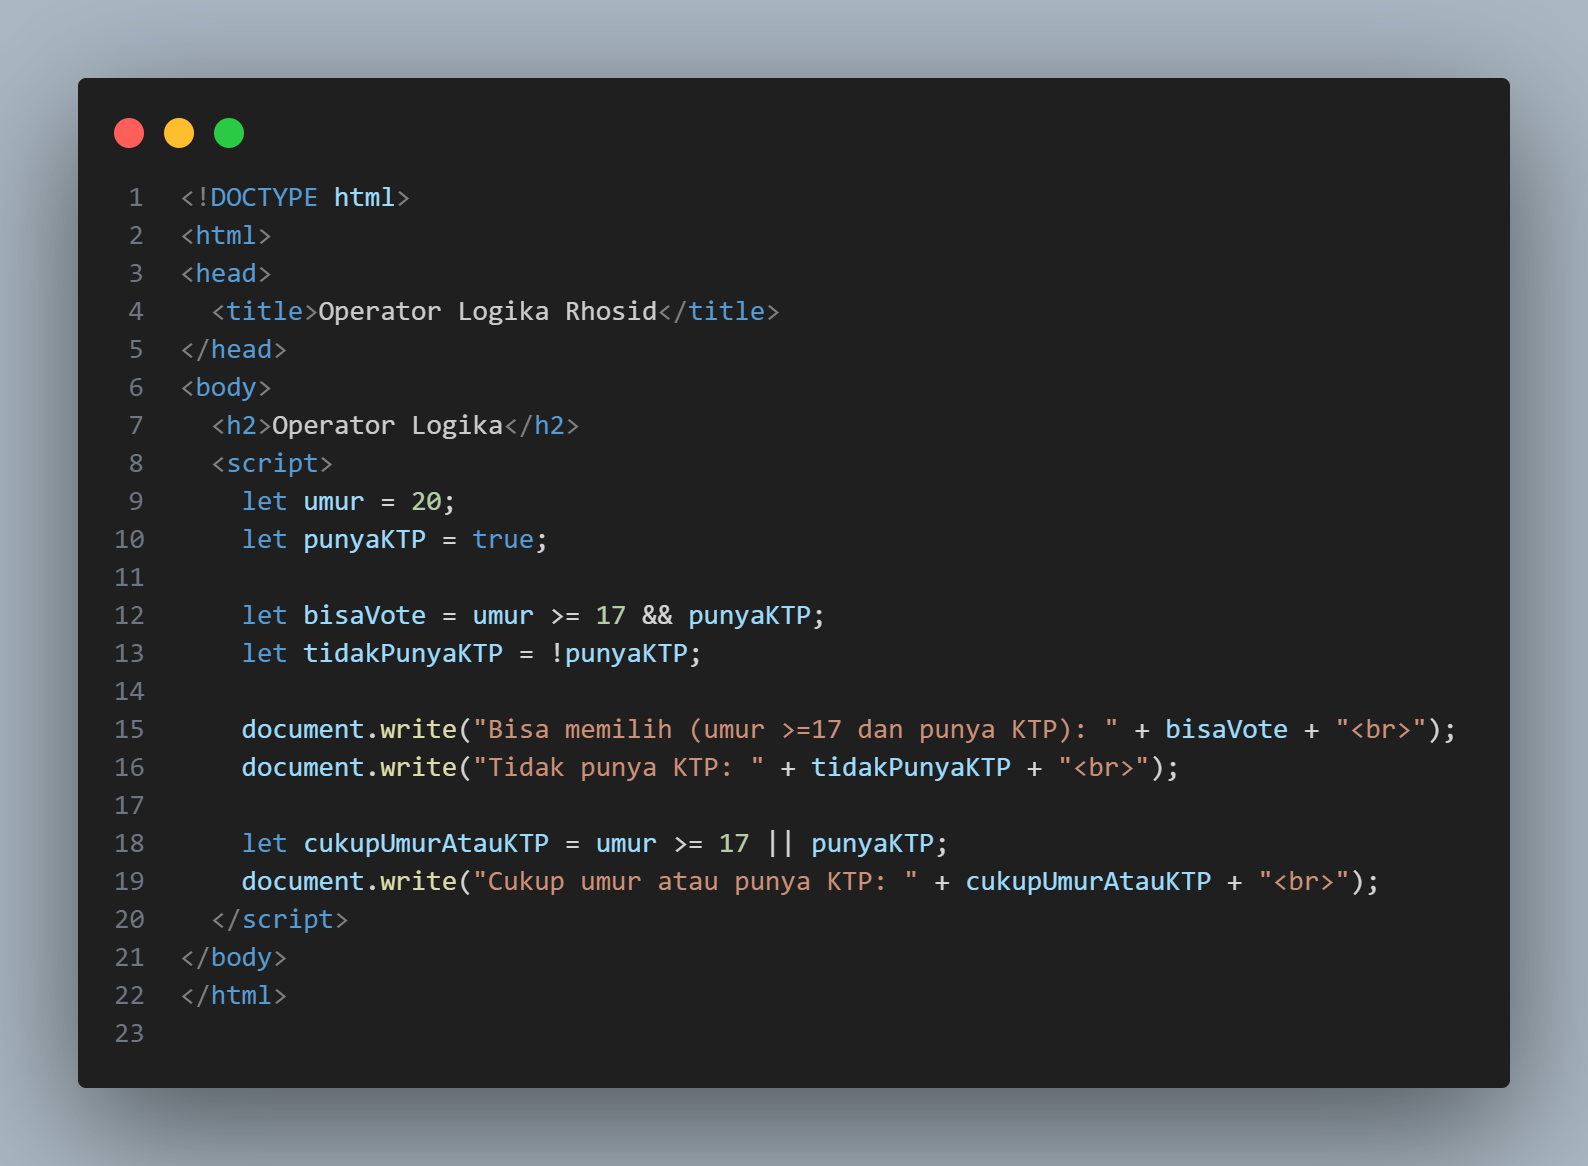 1 <!DOCTYPE html>
2 <html>
3 <head>
4   <title>Operator Logika Rhosid</title>
5 </head>
6 <body>
7   <h2>Operator Logika</h2>
8   <script>
9     let umur = 20;
10     let punyaKTP = true;
11
12     let bisaVote = umur >= 17 && punyaKTP;
13     let tidakPunyaKTP = !punyaKTP;
14
15     document.write("Bisa memilih (umur >=17 dan punya KTP): " + bisaVote + "<br>");
16     document.write("Tidak punya KTP: " + tidakPunyaKTP + "<br>");
17
18     let cukupUmurAtauKTP = umur >= 17 || punyaKTP;
19     document.write("Cukup umur atau punya KTP: " + cukupUmurAtauKTP + "<br>");
20   </script>
21 </body>
22 </html>
23